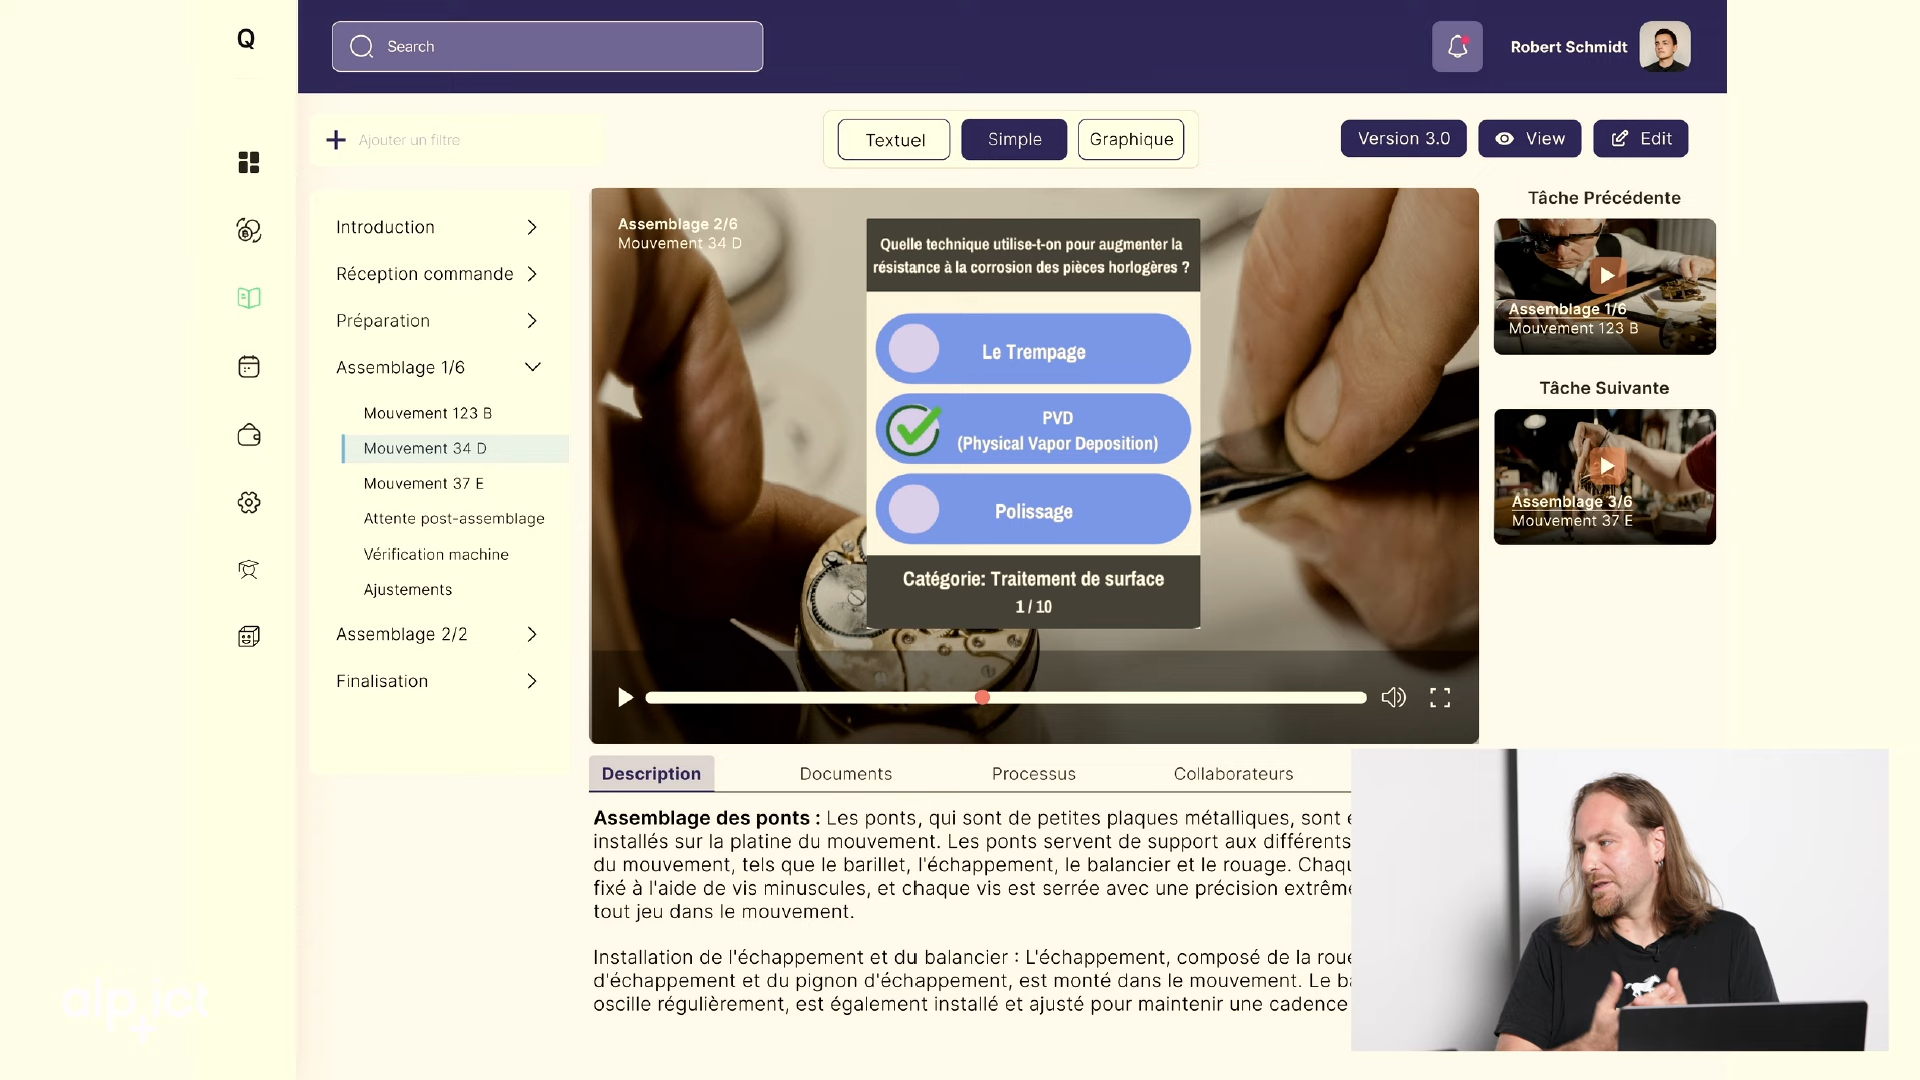 Q
Search
Robert Schmidt
Ajouter un filtre
Textuel
Simple
Graphique
Version 3.0
View
Edit
Introduction
Réception commande
Préparation
Assemblage 1/6
Mouvement 123 B
Mouvement 34 D
Mouvement 37 E
Attente post-assemblage
Vérification machine
Ajustements
Assemblage 2/2
Finalisation
Assemblage 2/6
Mouvement 34 D
Quelle technique utilise-t-on pour augmenter la
résistance à la corrosion des pièces horlogères ?
Le Trempage
PVD
(Physical Vapor Deposition)
Polissage
Catégorie: Traitement de surface
1 / 10
Tâche Précédente
Assemblage 1/6
Mouvement 123 B
Tâche Suivante
Assemblage 3/6
Mouvement 37 E
Description
Documents
Processus
Collaborateurs
Assemblage des ponts : Les ponts, qui sont de petites plaques métalliques, sont
installés sur la platine du mouvement. Les ponts servent de support aux différents
du mouvement, tels que le barillet, l'échappement, le balancier et le rouage. Chaqu
fixé à l'aide de vis minuscules, et chaque vis est serrée avec une précision extrême
tout jeu dans le mouvement.
Installation de l'échappement et du balancier : L'échappement, composé de la roue
d'échappement et du pignon d'échappement, est monté dans le mouvement. Le ba
oscille régulièrement, est également installé et ajusté pour maintenir une cadence
alp ict